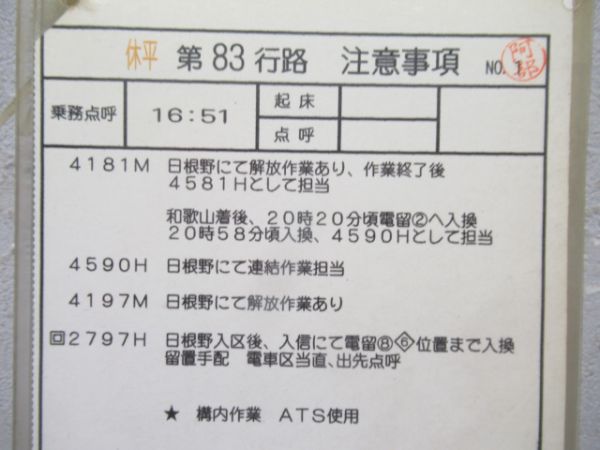 休平 第83行路 注意事項 NO. 1 阿部
乗務点呼 16:51 起床
点呼
4181M 日根野にて解放作業あり、作業終了後
4581Hとして担当
和歌山着後、20時20分頃電留②へ入換
20時58分頃入換、4590Hとして担当
4590H 日根野にて連結作業担当
4197M 日根野にて解放作業あり
回2797H 日根野入区後、入信にて電留⑧⑥位置まで入換
留置手配 電車区当直、出先点呼
★ 構内作業 ATS使用